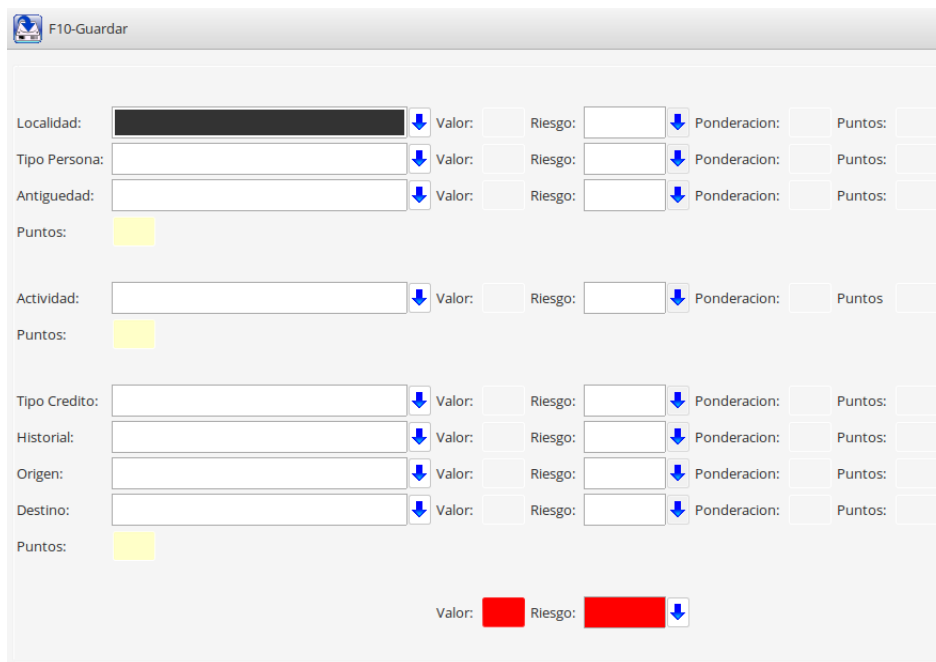 F10-Guardar
Localidad: Valor: Riesgo: Ponderacion: Puntos:
Tipo Persona: Valor: Riesgo: Ponderacion: Puntos:
Antiguedad: Valor: Riesgo: Ponderacion: Puntos:
Puntos:
Actividad: Valor: Riesgo: Ponderacion: Puntos
Puntos:
Tipo Credito: Valor: Riesgo: Ponderacion: Puntos:
Historial: Valor: Riesgo: Ponderacion: Puntos:
Origen: Valor: Riesgo: Ponderacion: Puntos:
Destino: Valor: Riesgo: Ponderacion: Puntos:
Puntos:
Valor: Riesgo: